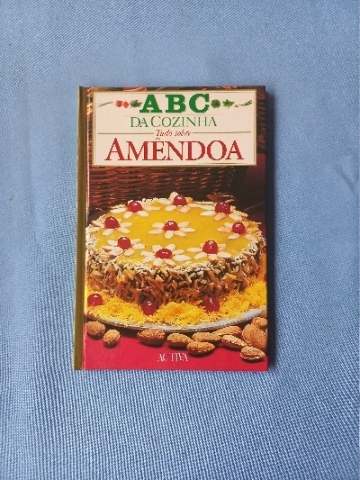 ABC
DA COZINHA
Tudo sobre
AMÊNDOA
ACTIVA